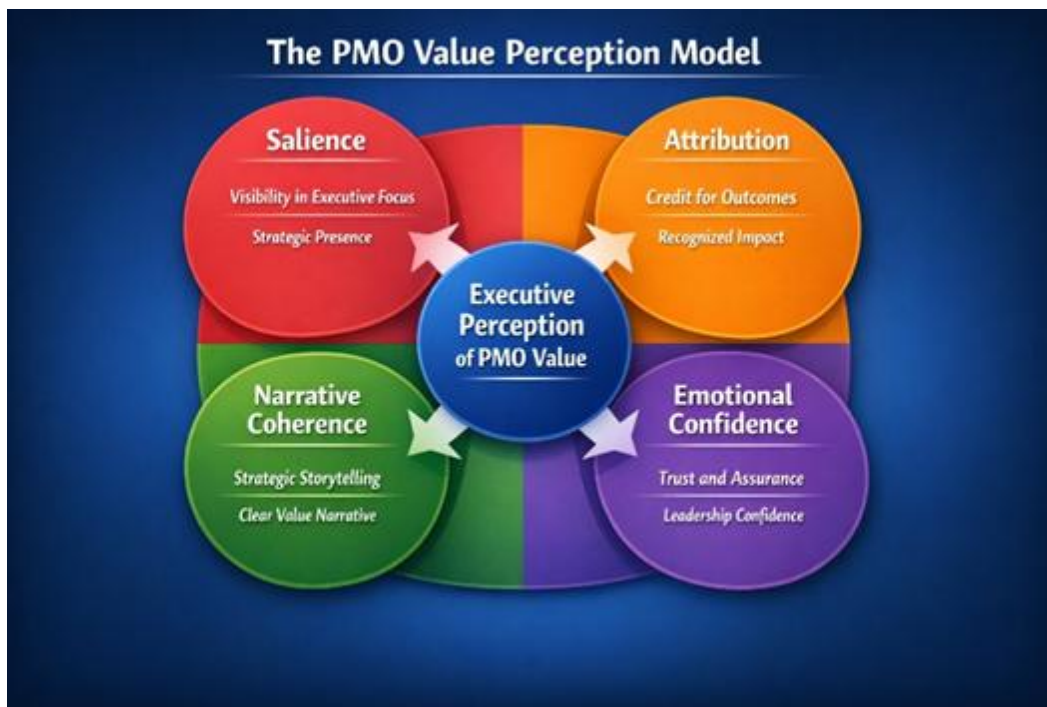 The PMO Value Perception Model
Salience
Visibility in Executive Focus
Strategic Presence
Attribution
Credit for Outcomes
Recognized Impact
Executive
Perception
of PMO Value
Narrative
Coherence
Strategic Storytelling
Clear Value Narrative
Emotional
Confidence
Trust and Assurance
Leadership Confidence